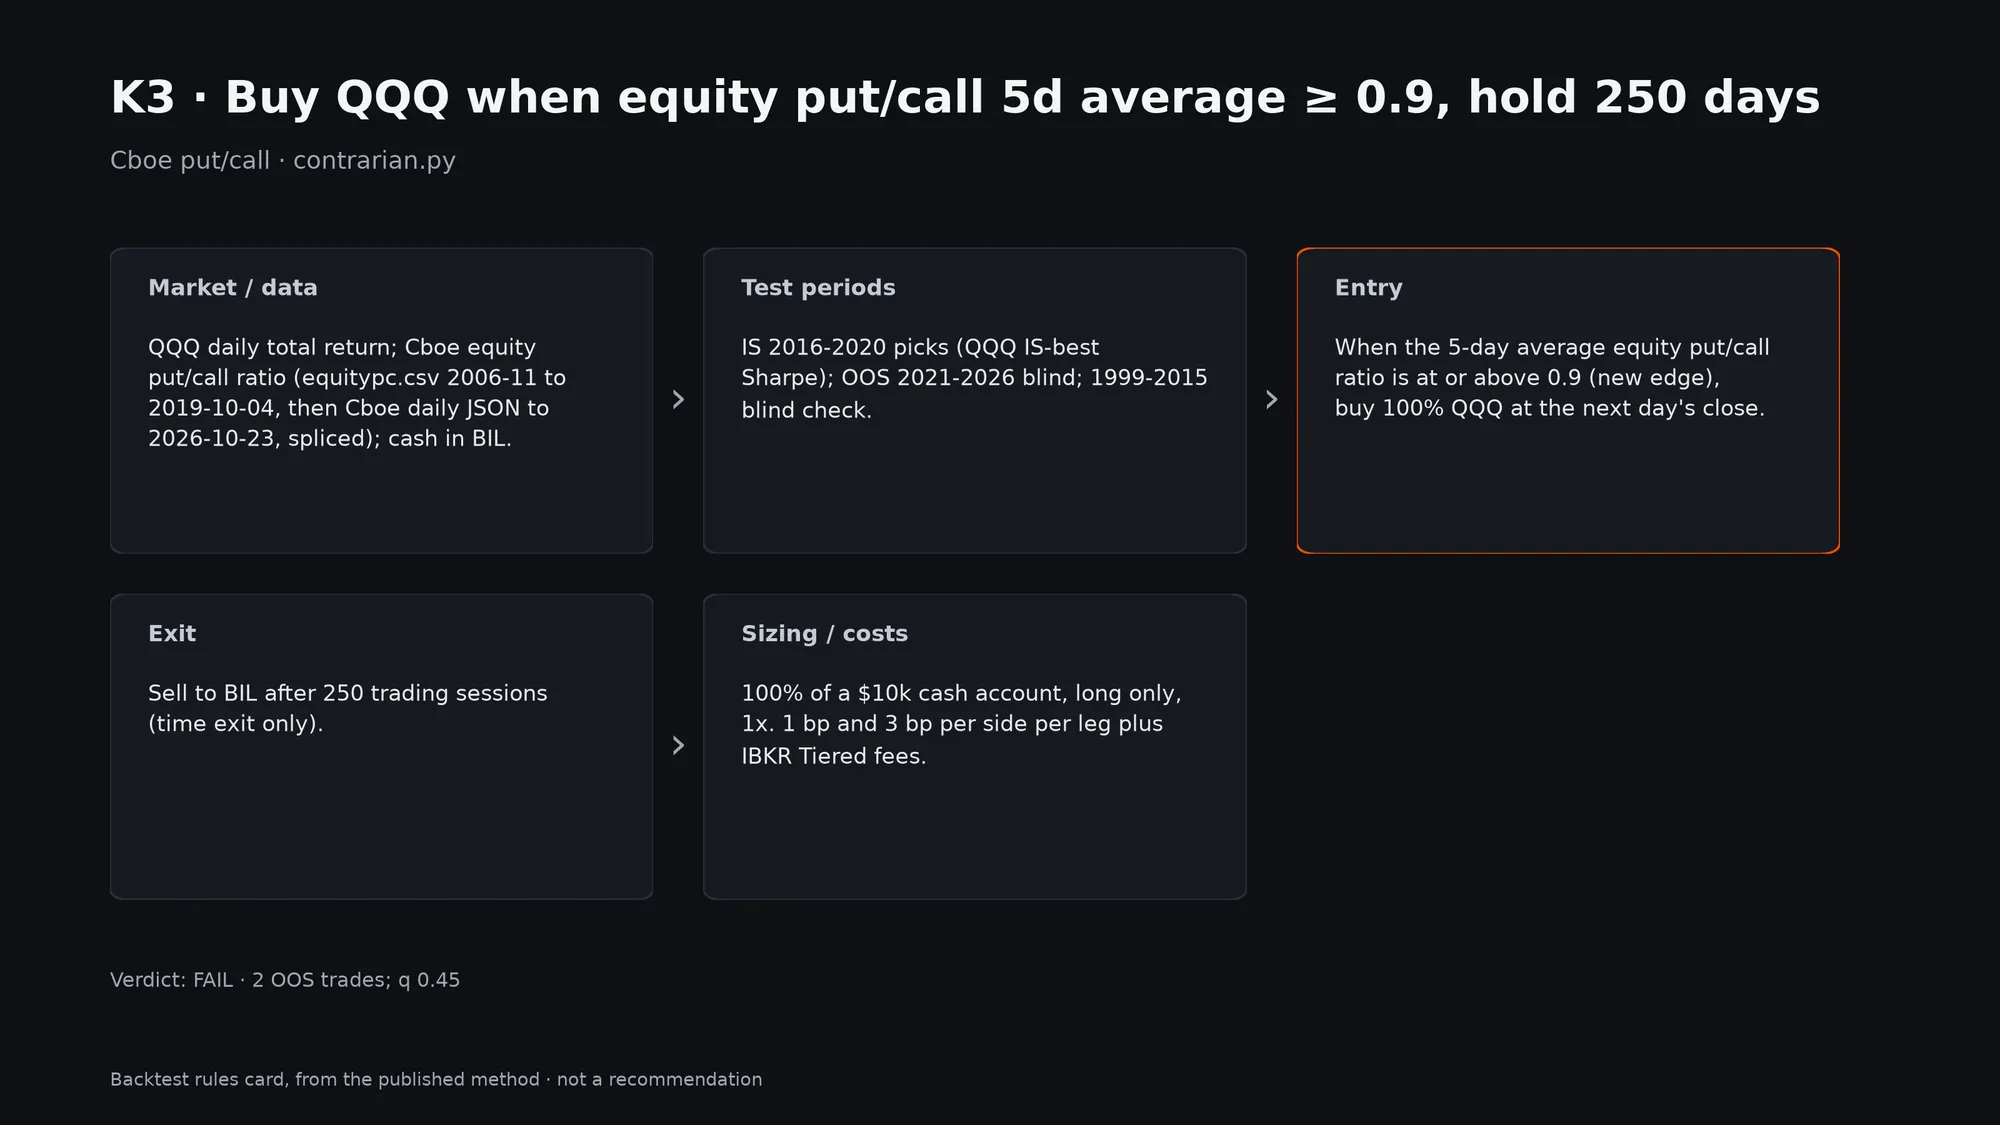 K3 · Buy QQQ when equity put/call 5d average ≥ 0.9, hold 250 days
Cboe put/call · contrarian.py
Market / data
QQQ daily total return; Cboe equity
put/call ratio (equitypc.csv 2006-11 to
2019-10-04, then Cboe daily JSON to
2026-10-23, spliced); cash in BIL.
›
Test periods
IS 2016-2020 picks (QQQ IS-best
Sharpe); OOS 2021-2026 blind; 1999-2015
blind check.
›
Entry
When the 5-day average equity put/call
ratio is at or above 0.9 (new edge),
buy 100% QQQ at the next day's close.
Exit
Sell to BIL after 250 trading sessions
(time exit only).
›
Sizing / costs
100% of a $10k cash account, long only,
1x. 1 bp and 3 bp per side per leg plus
IBKR Tiered fees.
Verdict: FAIL · 2 OOS trades; q 0.45
Backtest rules card, from the published method · not a recommendation